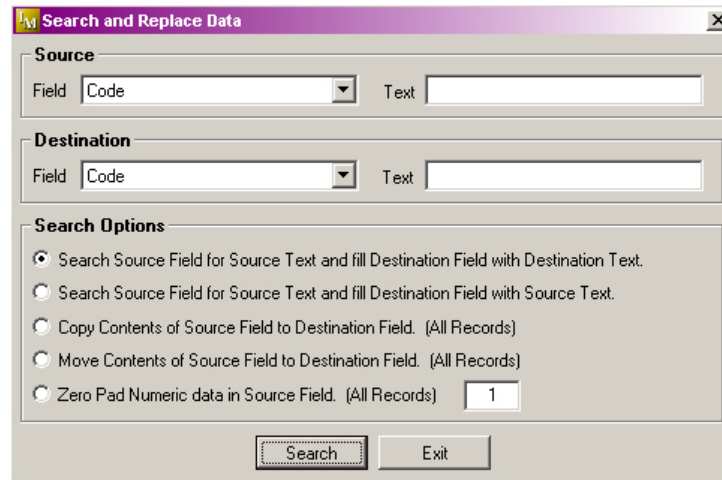 IM Search and Replace Data
Source
Field Code Text
Destination
Field Code Text
Search Options
Search Source Field for Source Text and fill Destination Field with Destination Text.
Search Source Field for Source Text and fill Destination Field with Source Text.
Copy Contents of Source Field to Destination Field. (All Records)
Move Contents of Source Field to Destination Field. (All Records)
Zero Pad Numeric data in Source Field. (All Records) 1
Search Exit